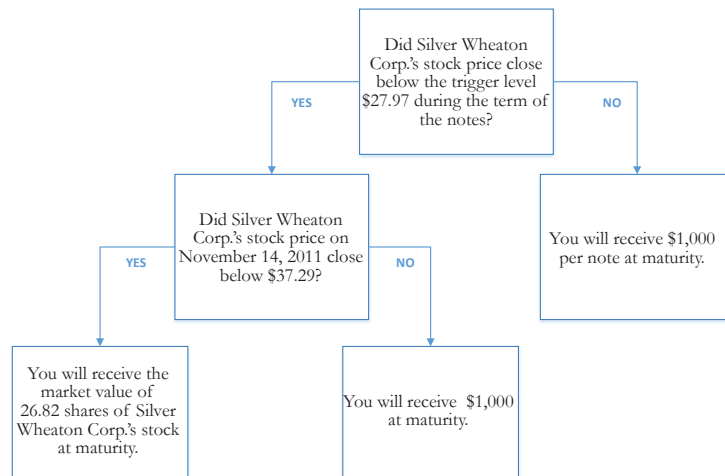 Did Silver Wheaton
Corp.'s stock price close
below the trigger level
$27.97 during the term of
the notes?
YES
NO
Did Silver Wheaton
Corp.'s stock price on
November 14, 2011 close
below $37.29?
You will receive $1,000
per note at maturity.
YES
NO
You will receive the
market value of
26.82 shares of Silver
Wheaton Corp.'s stock
at maturity.
You will receive $1,000
at maturity.